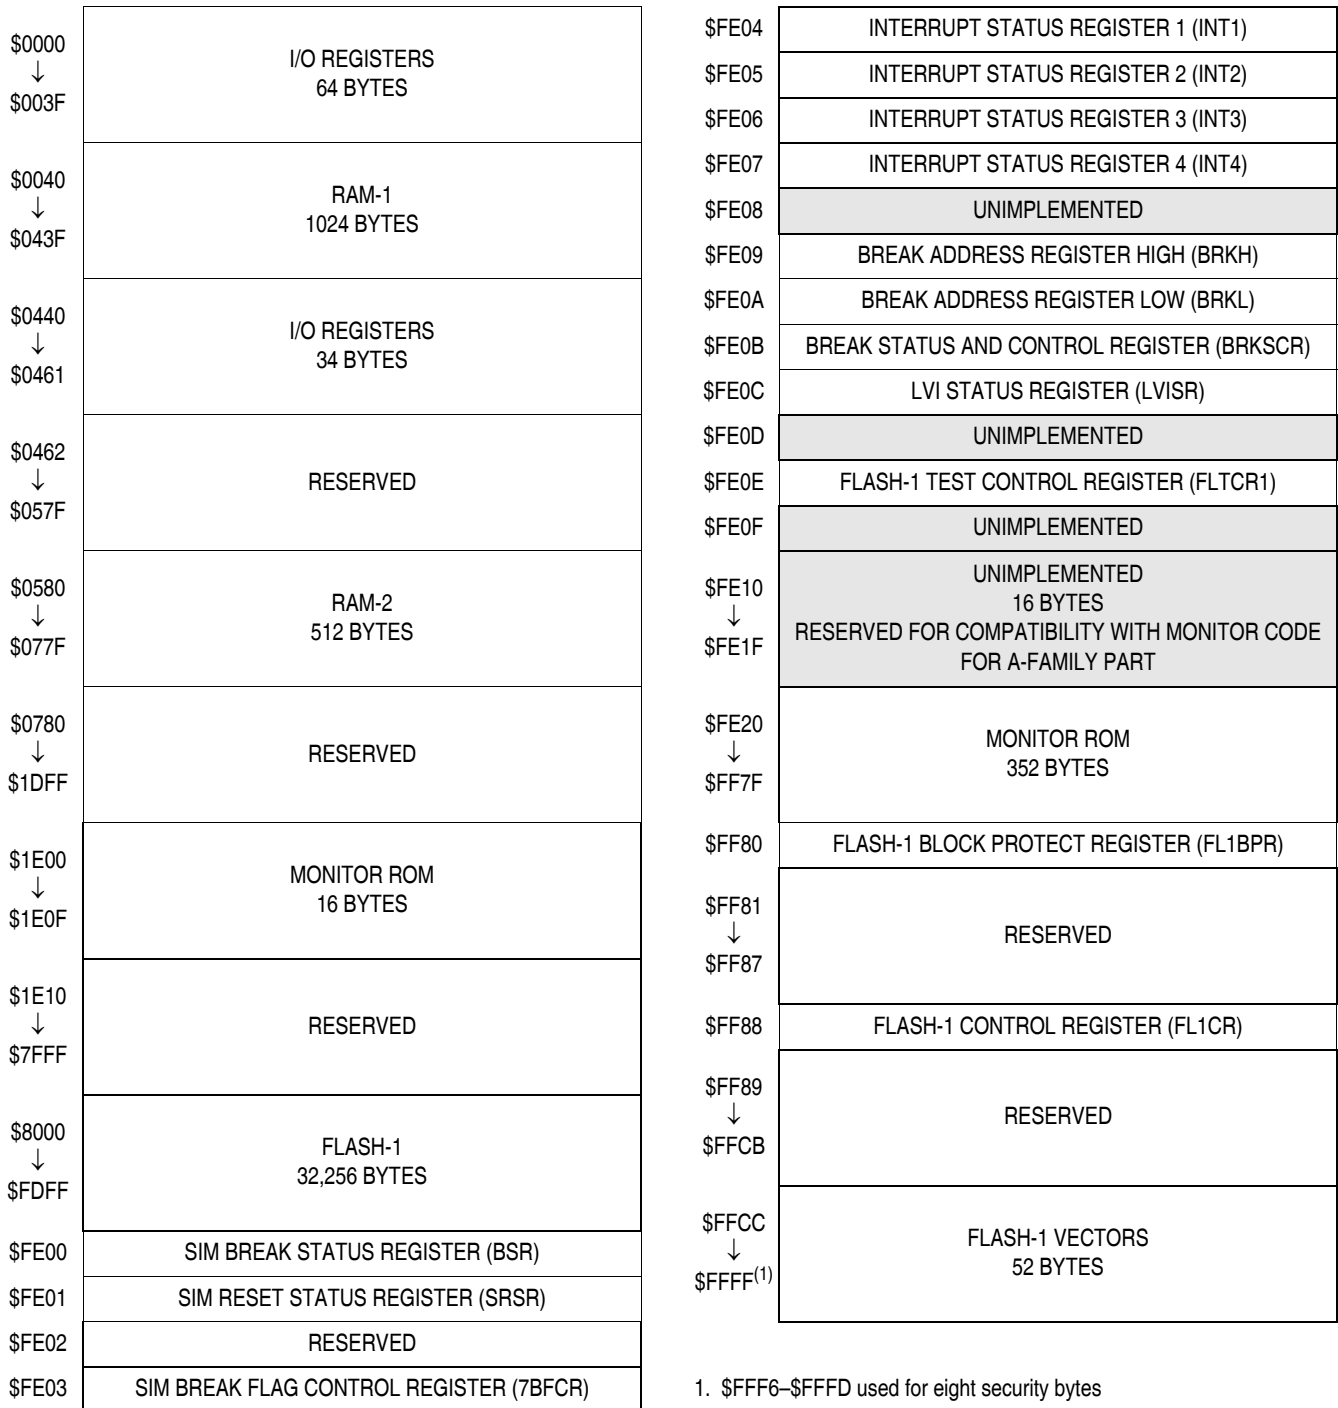 $0000
↓
$003F
I/O REGISTERS
64 BYTES
$0040
↓
$043F
RAM-1
1024 BYTES
$0440
↓
$0461
I/O REGISTERS
34 BYTES
$0462
↓
$057F
RESERVED
$0580
↓
$077F
RAM-2
512 BYTES
$0780
↓
$1DFF
RESERVED
$1E00
↓
$1E0F
MONITOR ROM
16 BYTES
$1E10
↓
$7FFF
RESERVED
$8000
↓
$FDFF
FLASH-1
32,256 BYTES
$FE00 SIM BREAK STATUS REGISTER (BSR)
$FE01 SIM RESET STATUS REGISTER (SRSR)
$FE02 RESERVED
$FE03 SIM BREAK FLAG CONTROL REGISTER (7BFCR)
$FE04 INTERRUPT STATUS REGISTER 1 (INT1)
$FE05 INTERRUPT STATUS REGISTER 2 (INT2)
$FE06 INTERRUPT STATUS REGISTER 3 (INT3)
$FE07 INTERRUPT STATUS REGISTER 4 (INT4)
$FE08 UNIMPLEMENTED
$FE09 BREAK ADDRESS REGISTER HIGH (BRKH)
$FE0A BREAK ADDRESS REGISTER LOW (BRKL)
$FE0B BREAK STATUS AND CONTROL REGISTER (BRKSCR)
$FE0C LVI STATUS REGISTER (LVISR)
$FE0D UNIMPLEMENTED
$FE0E FLASH-1 TEST CONTROL REGISTER (FLTCR1)
$FE0F UNIMPLEMENTED
$FE10
↓
$FE1F
UNIMPLEMENTED
16 BYTES
RESERVED FOR COMPATIBILITY WITH MONITOR CODE
FOR A-FAMILY PART
$FE20
↓
$FF7F
MONITOR ROM
352 BYTES
$FF80 FLASH-1 BLOCK PROTECT REGISTER (FL1BPR)
$FF81
↓
$FF87
RESERVED
$FF88 FLASH-1 CONTROL REGISTER (FL1CR)
$FF89
↓
$FFCB
RESERVED
$FFCC
↓
$FFFF(1)
FLASH-1 VECTORS
52 BYTES
1. $FFF6–$FFFD used for eight security bytes